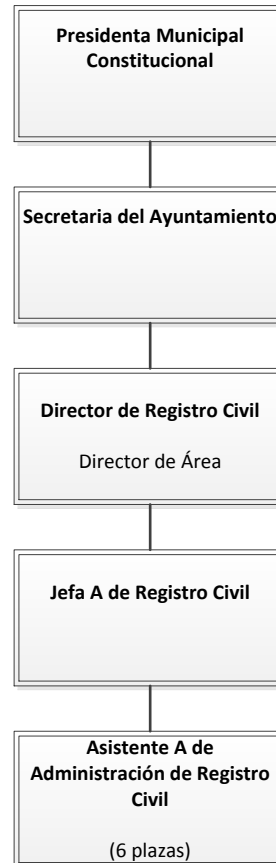 Presidenta Municipal
Constitucional
Secretaria del Ayuntamiento
Director de Registro Civil
Director de Área
Jefa A de Registro Civil
Asistente A de
Administración de Registro
Civil
(6 plazas)